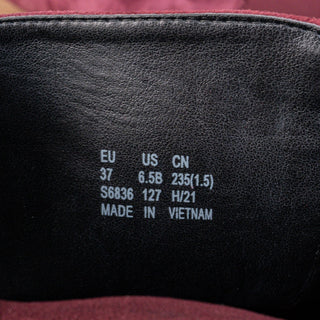 EU US CN
37 6.5B 235(1.5)
S6836 127 H/21
MADE IN VIETNAM